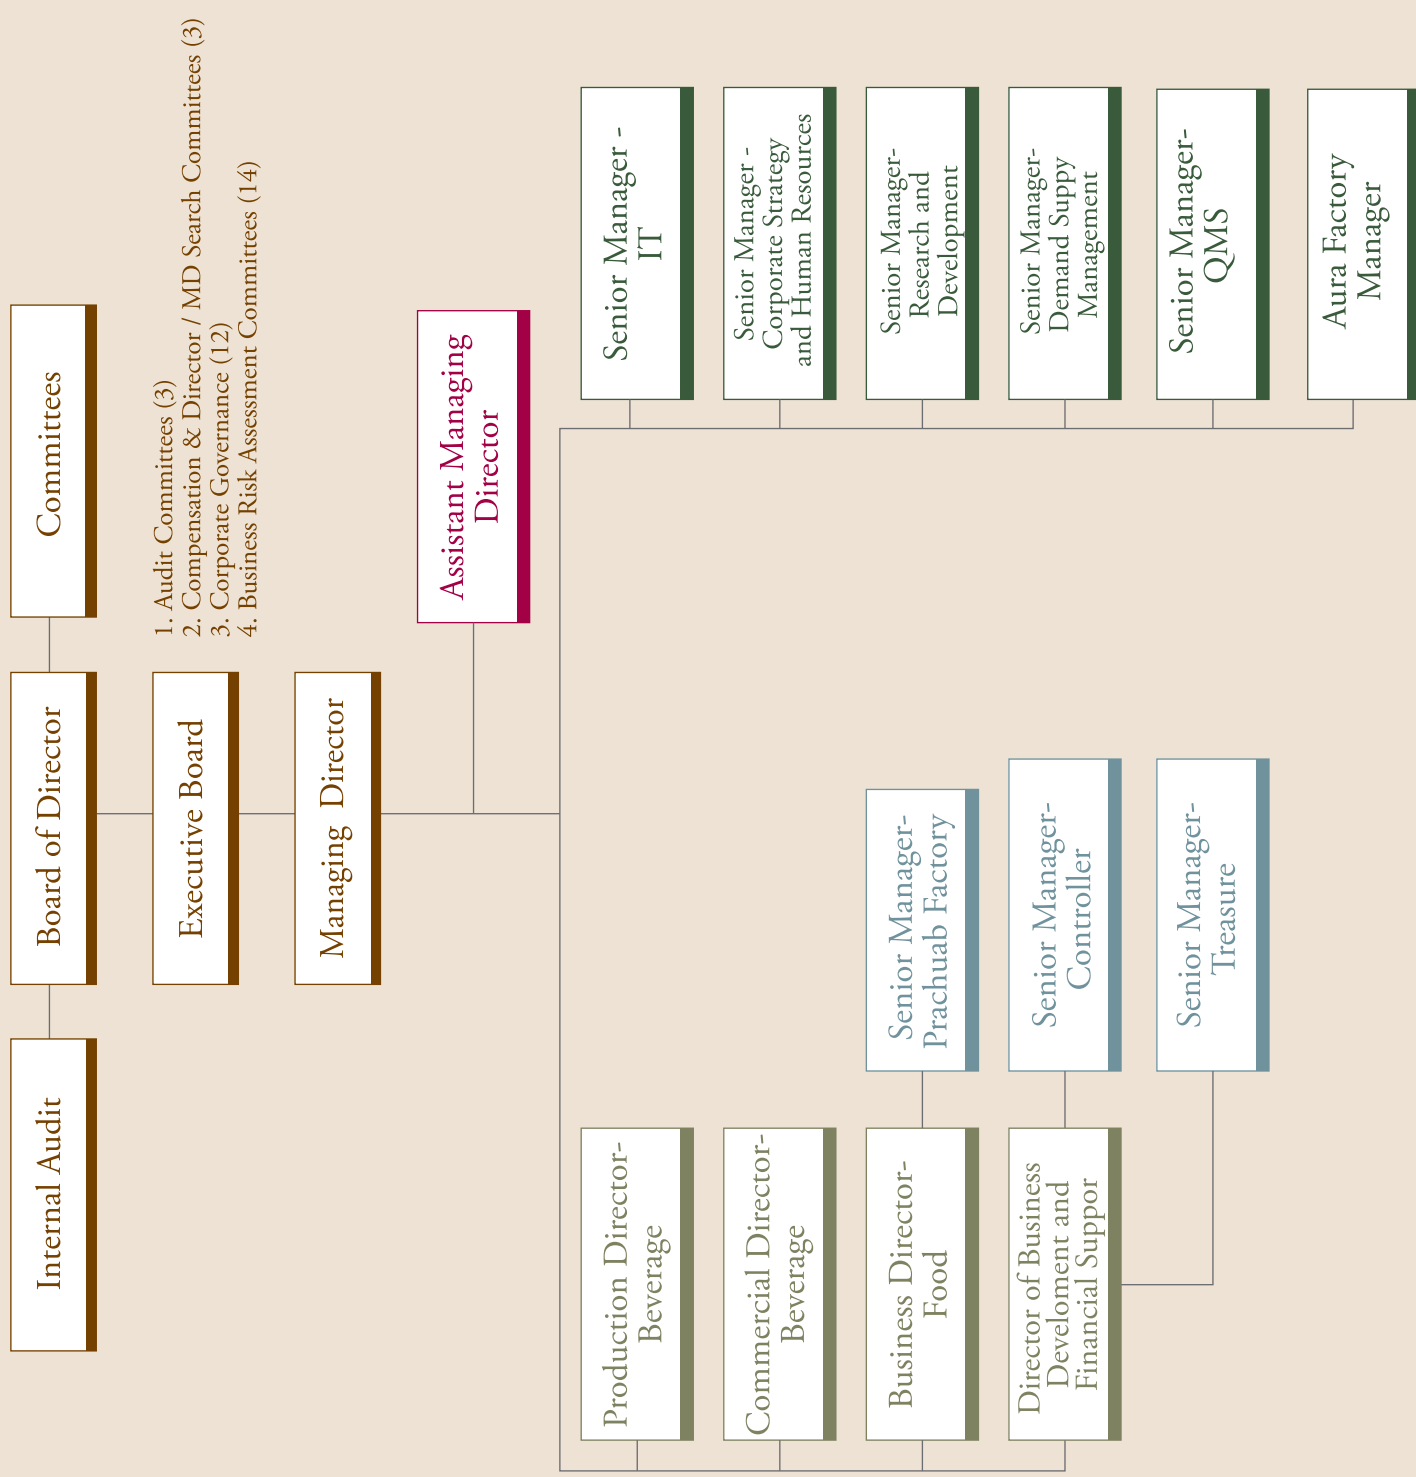 Internal Audit
Board of Director
Committees
Executive Board
1. Audit Committees (3)
2. Compensation & Director / MD Search Committees (3)
3. Corporate Governance (12)
4. Business Risk Assessment Committees (14)
Managing Director
Assistant Managing
Director
Production Director-
Beverage
Senior Manager -
IT
Commercial Director-
Beverage
Senior Manager -
Corporate Strategy
and Human Resources
Business Director-
Food
Senior Manager-
Prachuab Factory
Senior Manager-
Research and
Development
Director of Business
Develoment and
Financial Suppor
Senior Manager-
Controller
Senior Manager-
Demand Suppy
Management
Senior Manager-
Treasure
Senior Manager-
QMS
Aura Factory
Manager